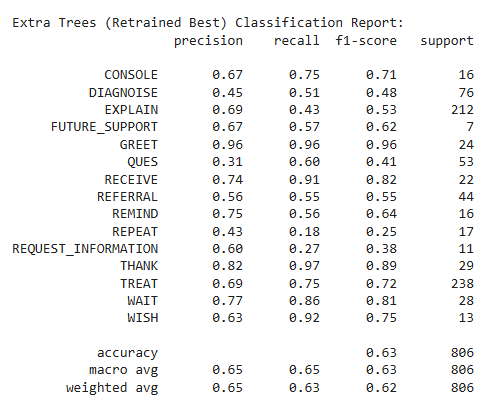 Extra Trees (Retrained Best) Classification Report:
precision recall f1-score support
CONSOLE 0.67 0.75 0.71 16
DIAGNOISE 0.45 0.51 0.48 76
EXPLAIN 0.69 0.43 0.53 212
FUTURE_SUPPORT 0.67 0.57 0.62 7
GREET 0.96 0.96 0.96 24
QUES 0.31 0.60 0.41 53
RECEIVE 0.74 0.91 0.82 22
REFERRAL 0.56 0.55 0.55 44
REMIND 0.75 0.56 0.64 16
REPEAT 0.43 0.18 0.25 17
REQUEST_INFORMATION 0.60 0.27 0.38 11
THANK 0.82 0.97 0.89 29
TREAT 0.69 0.75 0.72 238
WAIT 0.77 0.86 0.81 28
WISH 0.63 0.92 0.75 13
accuracy 0.63 806
macro avg 0.65 0.65 0.63 806
weighted avg 0.65 0.63 0.62 806